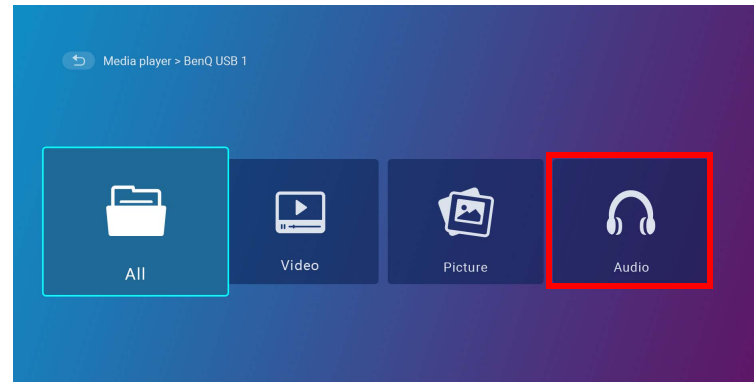 Media player > BenQ USB 1
All
Video
Picture
Audio